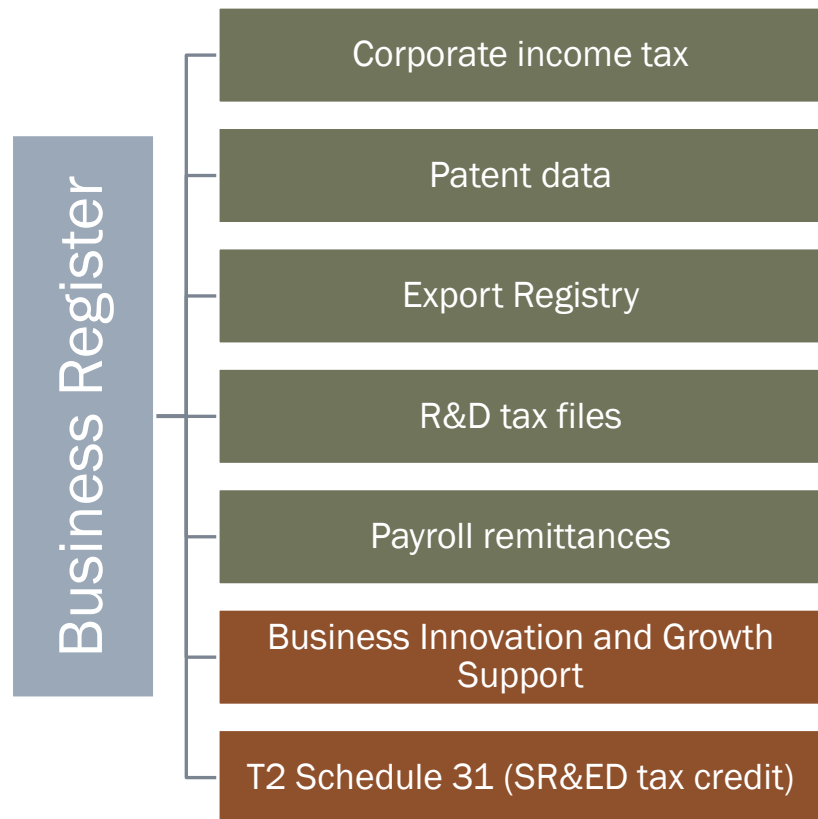 Business Register
Corporate income tax
Patent data
Export Registry
R&D tax files
Payroll remittances
Business Innovation and Growth
Support
T2 Schedule 31 (SR&ED tax credit)